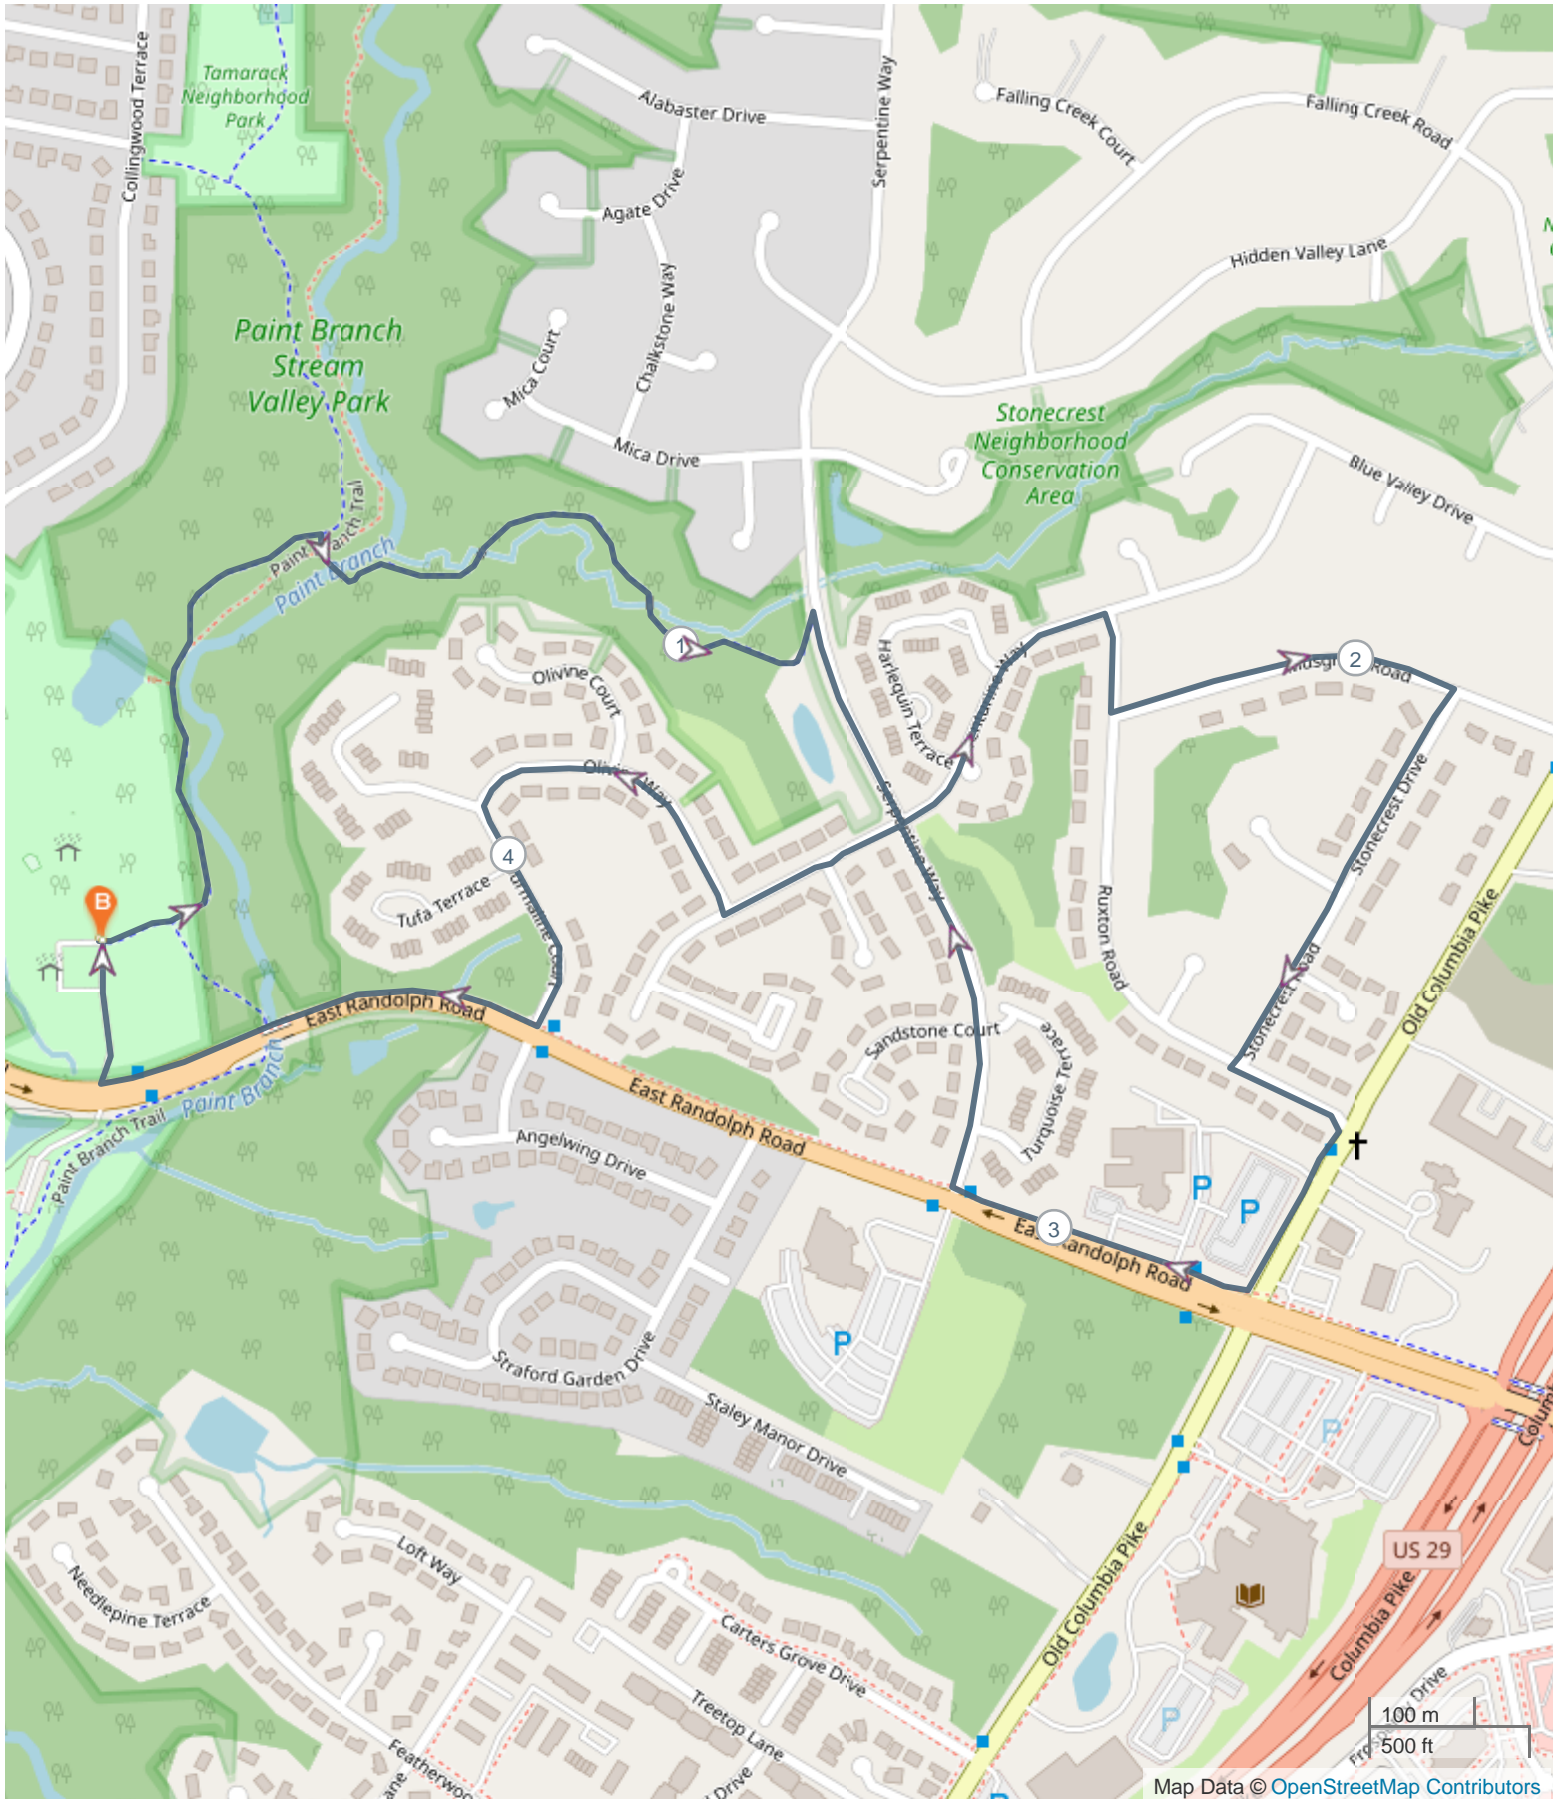 Collingwood Terrace
Tamarack
Neighborhood
Park
Alabaster Drive
Serpentine Way
Falling Creek Court
Falling Creek Road
Agate Drive
Hidden Valley Lane
Chalkstone Way
Paint Branch
Stream
Valley Park
Mica Court
Mica Drive
Stonecrest
Neighborhood
Conservation
Area
Blue Valley Drive
Paint Branch
1
2
Road
Olivine Court
Harlequin Terrace
Way
Stonecrest Drive
4
Tufa Terrace
Serpentine Way
Ruxton Road
Old Columbia Pike
B
East Randolph Road
Sandstone Court
Turquoise Terrace
Paint Branch
Paint Branch Trail
East Randolph Road
Angelwing Drive
P
P
3
East Randolph Road
P
Straford Garden Drive
Staley Manor Drive
P
Columbia
US 29
Loft Way
Needlepine Terrace
Old Columbia Pike
Columbia Pike
Carters Grove Drive
Treetop Lane
P
Drive
Drive
100 m
500 ft
Map Data © OpenStreetMap Contributors